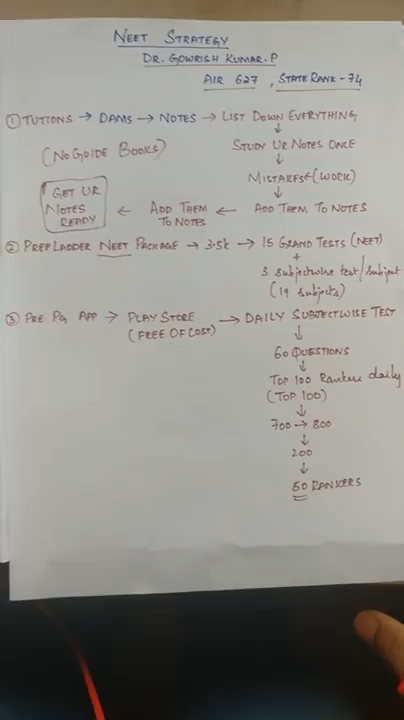 NEET STRATEGY
DR. GOWRISH KUMAR.P
AIR 627, STATE RANK-74
① TUTIONS → DAMS → NOTES → LIST DOWN EVERYTHING
↓
(NO GUIDE BOOKS) STUDY UR NOTES ONCE
↓
MISTAKES ← (WORK)
↓
GET UR NOTES READY ← ADD THEM TO NOTES ← ADD THEM TO NOTES
② PREPLADDER NEET PACKAGE → 3.5k → 15 GRAND TESTS (NEET)
+
3 subjectwise test/subject
(19 subjects)
③ PRE PG APP → PLAY STORE → DAILY SUBJECTWISE TEST
(FREE OF COST) ↓
60 QUESTIONS
↓
TOP 100 Rankers daily
(TOP 100)
↓
700 → 800
↓
200
↓
50 RANKERS